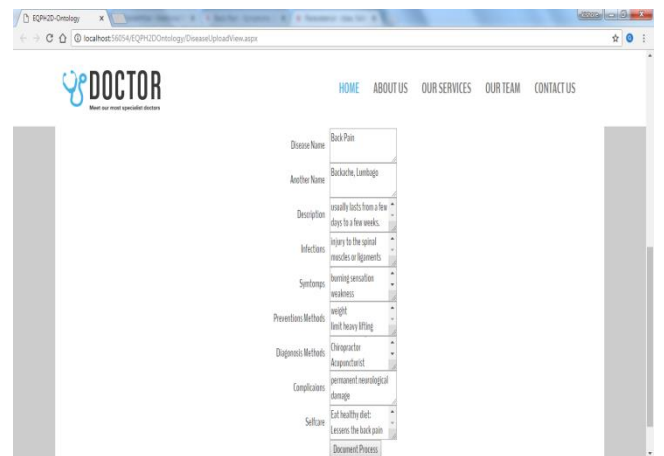 EQPH2D-Ontology
localhost:56054/EQPH2DOntology/DiseaseUploadView.aspx
DOCTOR
Meet our most specialist doctors
HOME ABOUT US OUR SERVICES OUR TEAM CONTACT US
Disease Name Back Pain
Another Name Backache, Lumbago
Description usually lasts from a few
days to a few weeks.
Infections injury to the spinal
muscles or ligaments
Symtomps burning sensation
weakness
Preventions Methods weight
limit heavy lifting
Diagonosis Methods Chiropractor
Acupuncturist
Complicaions permanent neurological
damage
Selfcare Eat healthy diet:
Lessens the back pain
Document Process